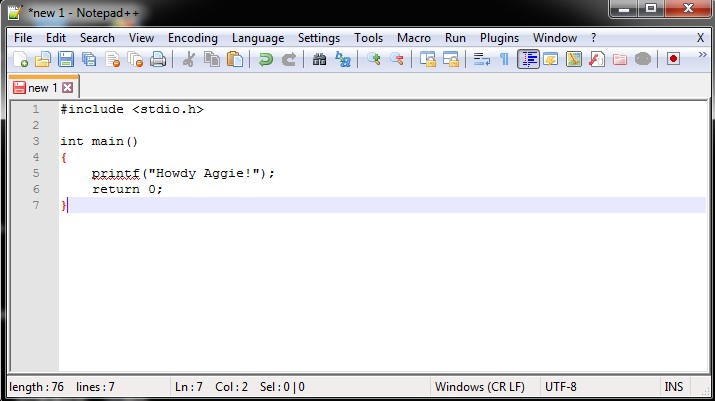 *new 1 - Notepad++
File Edit Search View Encoding Language Settings Tools Macro Run Plugins Window ? X
new 1
1 #include <stdio.h>
2
3 int main()
4 {
5     printf("Howdy Aggie!");
6     return 0;
7 }
length : 76 lines : 7 Ln : 7 Col : 2 Sel : 0 | 0 Windows (CR LF) UTF-8 INS